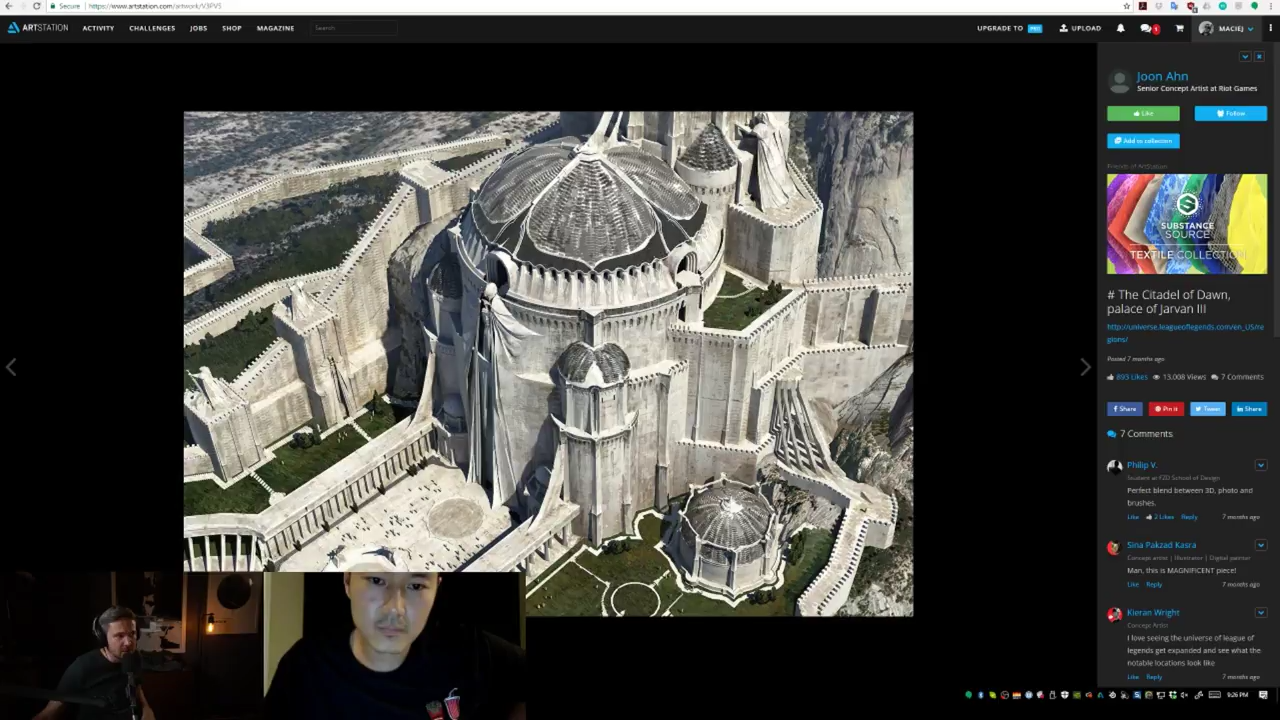 Secure
https://www.artstation.com/artwork/V3PV5
ARTSTATION
ACTIVITY
CHALLENGES
JOBS
SHOP
MAGAZINE
Search
UPGRADE TO PRO
UPLOAD
1
MACIEJ
Joon Ahn
Senior Concept Artist at Riot Games
Like
Follow
Add to collection
Friends of ArtStation
SUBSTANCE
SOURCE
TEXTILE COLLECTION
# The Citadel of Dawn,
palace of Jarvan III
http://universe.leagueoflegends.com/en_US/re
gions/
Posted 7 months ago
893 Likes 13,008 Views 7 Comments
Share
Pin it
Tweet
Share
7 Comments
Philip V.
Student at FZD School of Design
Perfect blend between 3D, photo and
brushes.
Like 2 Likes Reply 7 months ago
Sina Pakzad Kasra
Concept artist | Illustrator | Digital painter
Man, this is MAGNIFICENT piece!
Like Reply 7 months ago
Kieran Wright
Concept Artist
I love seeing the universe of league of
legends get expanded and see what the
notable locations look like
Like Reply 7 months ago
9:26 PM